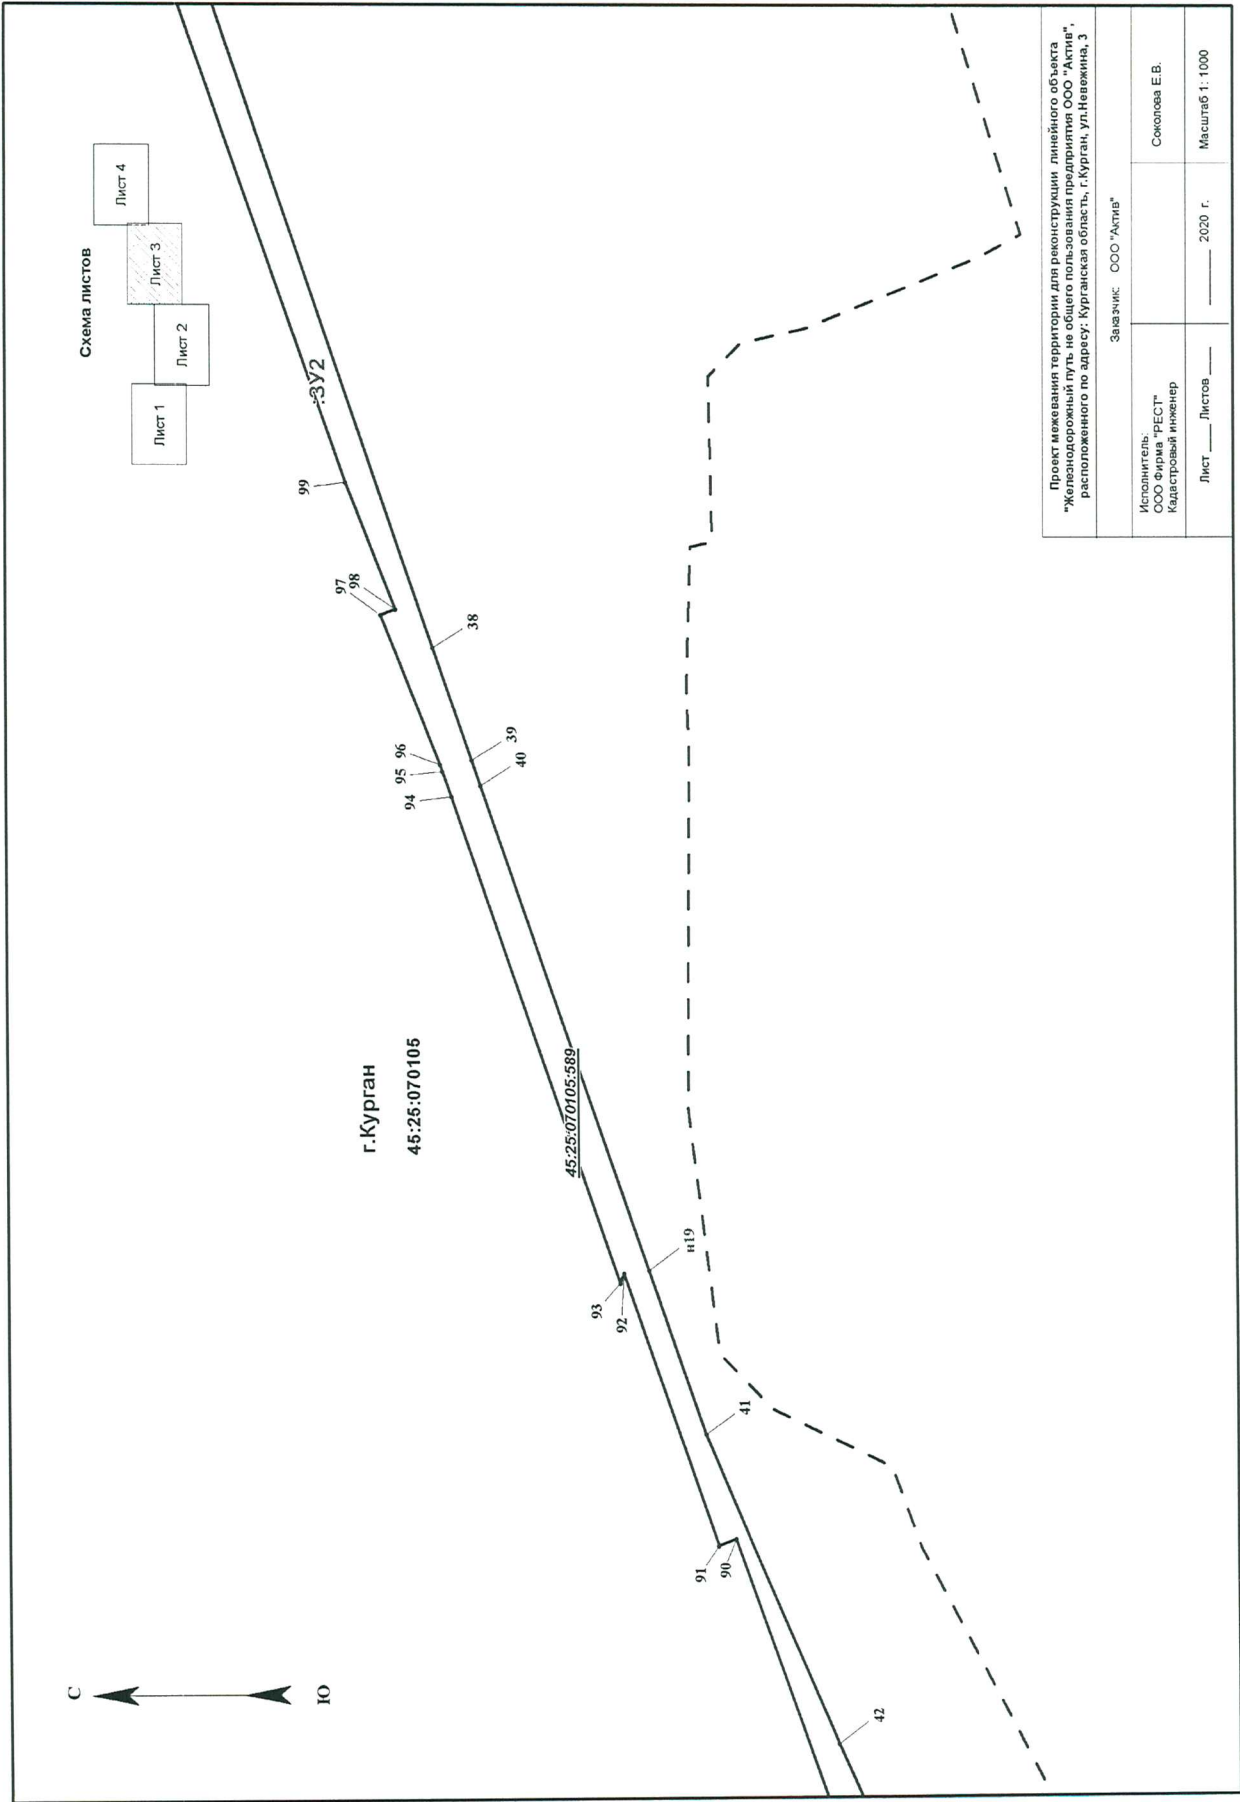 С
Ю
г.Курган
45:25:070105
Схема листов
Лист 1
Лист 2
Лист 3
Лист 4
:ЗУ2
45:25:070105:589
99
97
98
96
95
94
93
92
91
90
38
39
40
н19
41
42
Проект межевания территории для реконструкции линейного объекта
"Железнодорожный путь не общего пользования предприятия ООО "Актив",
расположенного по адресу: Курганская область, г.Курган, ул.Невежина, 3
Заказчик: ООО "Актив"
Исполнитель:
ООО Фирма "РЕСТ"
Кадастровый инженер
Соколова Е.В.
Лист ____ Листов ____
________ 2020 г.
Масштаб 1: 1000